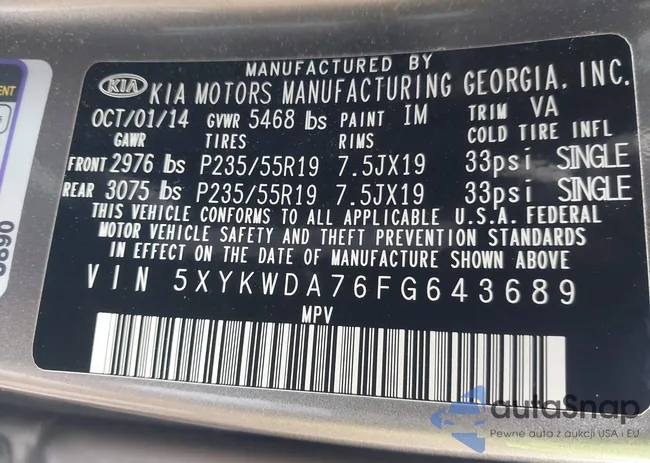 MANUFACTURED BY
KIA KIA MOTORS MANUFACTURING GEORGIA, INC.
OCT/01/14 GVWR 5468 lbs PAINT IM TRIM VA
GAWR TIRES RIMS COLD TIRE INFL
FRONT 2976 lbs P235/55R19 7.5JX19 33psi SINGLE
REAR 3075 lbs P235/55R19 7.5JX19 33psi SINGLE
THIS VEHICLE CONFORMS TO ALL APPLICABLE U.S.A. FEDERAL
MOTOR VEHICLE SAFETY AND THEFT PREVENTION STANDARDS
IN EFFECT ON THE DATE OF MANUFACTURE SHOWN ABOVE
VIN 5XYKWDA76FG643689
MPV
autaSnap
Pewne auta z aukcji USA i EU